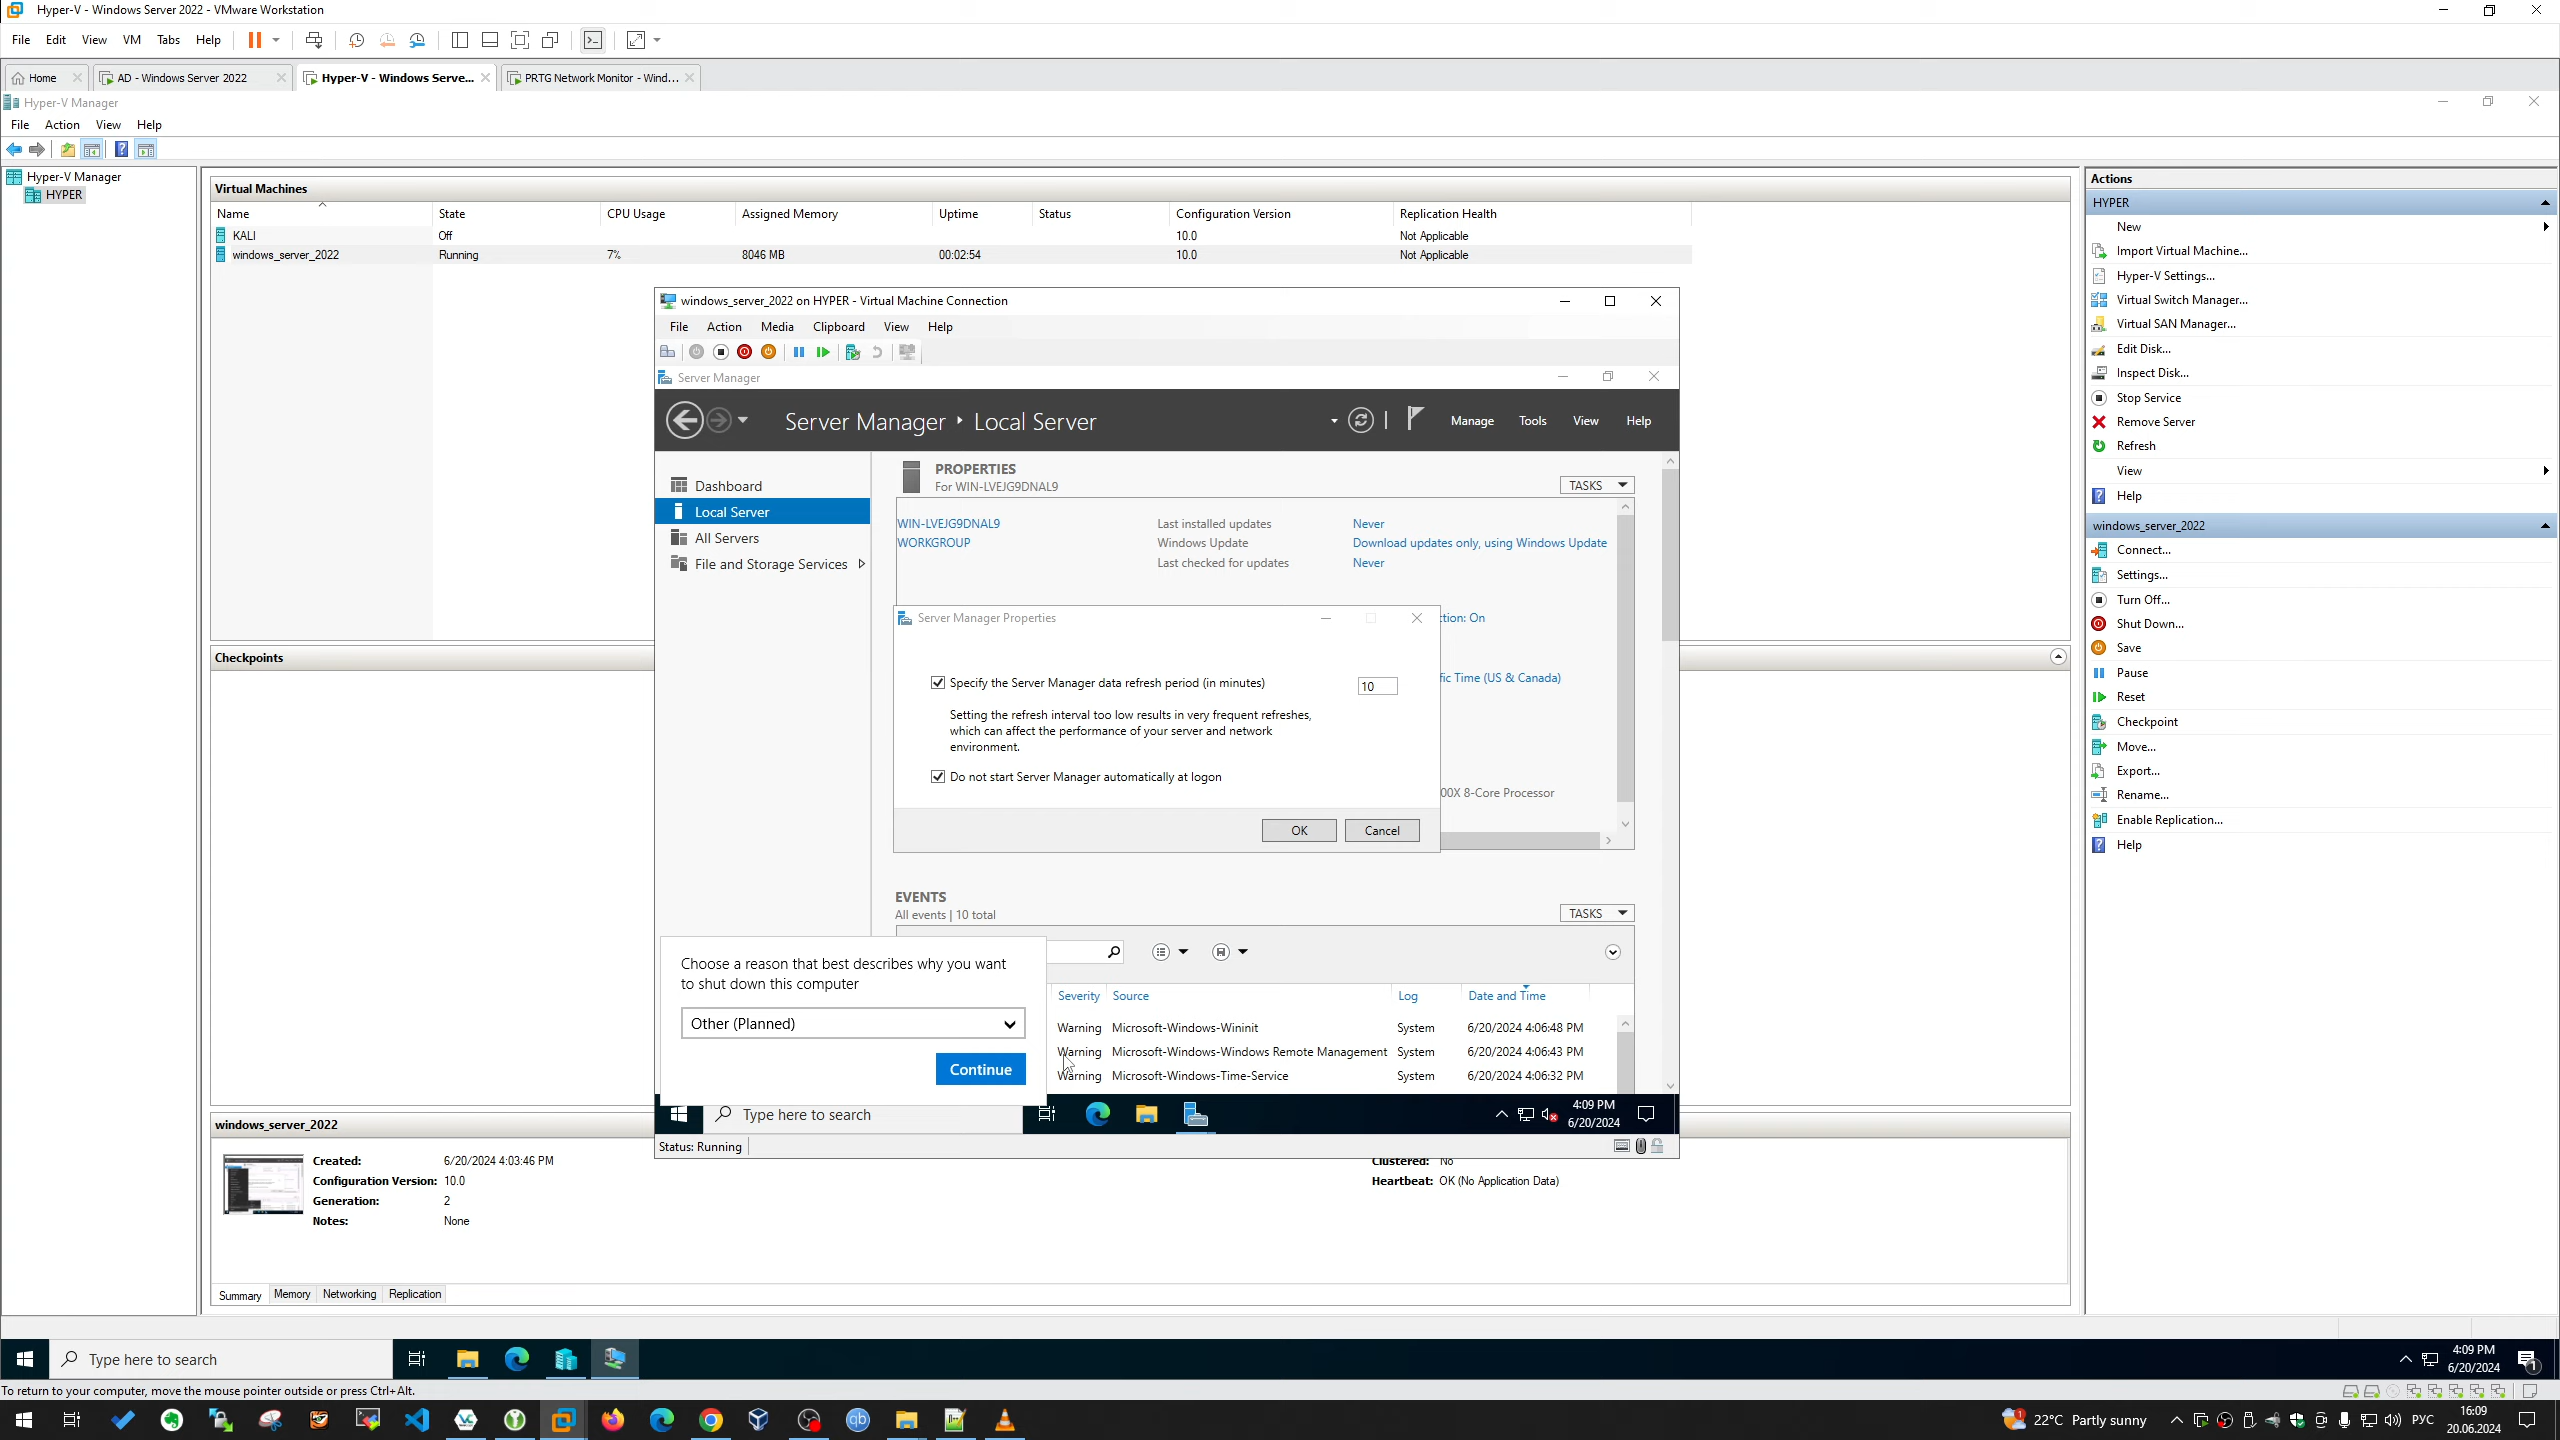 Hyper-V - Windows Server 2022 - VMware Workstation
File Edit View VM Tabs Help
Home
AD - Windows Server 2022
Hyper-V - Windows Serve...
PRTG Network Monitor - Wind...
Hyper-V Manager
File Action View Help
Hyper-V Manager
HYPER
Virtual Machines
Name State CPU Usage Assigned Memory Uptime Status Configuration Version Replication Health
KALI Off 10.0 Not Applicable
windows_server_2022 Running 7% 8046 MB 00:02:54 10.0 Not Applicable
windows_server_2022 on HYPER - Virtual Machine Connection
File Action Media Clipboard View Help
Server Manager
Server Manager Local Server
Manage Tools View Help
Dashboard
Local Server
All Servers
File and Storage Services
PROPERTIES
For WIN-LVEJG9DNAL9
TASKS
WIN-LVEJG9DNAL9 Last installed updates Never
WORKGROUP Windows Update Download updates only, using Windows Update
Last checked for updates Never
ction: On
fic Time (US & Canada)
00X 8-Core Processor
Server Manager Properties
Specify the Server Manager data refresh period (in minutes) 10
Setting the refresh interval too low results in very frequent refreshes,
which can affect the performance of your server and network
environment.
Do not start Server Manager automatically at logon
OK Cancel
EVENTS
All events | 10 total
TASKS
Severity Source Log Date and Time
Warning Microsoft-Windows-Wininit System 6/20/2024 4:06:48 PM
Warning Microsoft-Windows-Windows Remote Management System 6/20/2024 4:06:43 PM
Warning Microsoft-Windows-Time-Service System 6/20/2024 4:06:32 PM
Choose a reason that best describes why you want
to shut down this computer
Other (Planned)
Continue
Type here to search
4:09 PM
6/20/2024
Status: Running
Checkpoints
windows_server_2022
Created: 6/20/2024 4:03:46 PM
Configuration Version: 10.0
Generation: 2
Notes: None
Clustered: No
Heartbeat: OK (No Application Data)
Summary Memory Networking Replication
Actions
HYPER
New
Import Virtual Machine...
Hyper-V Settings...
Virtual Switch Manager...
Virtual SAN Manager...
Edit Disk...
Inspect Disk...
Stop Service
Remove Server
Refresh
View
Help
windows_server_2022
Connect...
Settings...
Turn Off...
Shut Down...
Save
Pause
Reset
Checkpoint
Move...
Export...
Rename...
Enable Replication...
Help
Type here to search
4:09 PM
6/20/2024
1
To return to your computer, move the mouse pointer outside or press Ctrl+Alt.
qb
1
22°C Partly sunny
РУС
16:09
20.06.2024